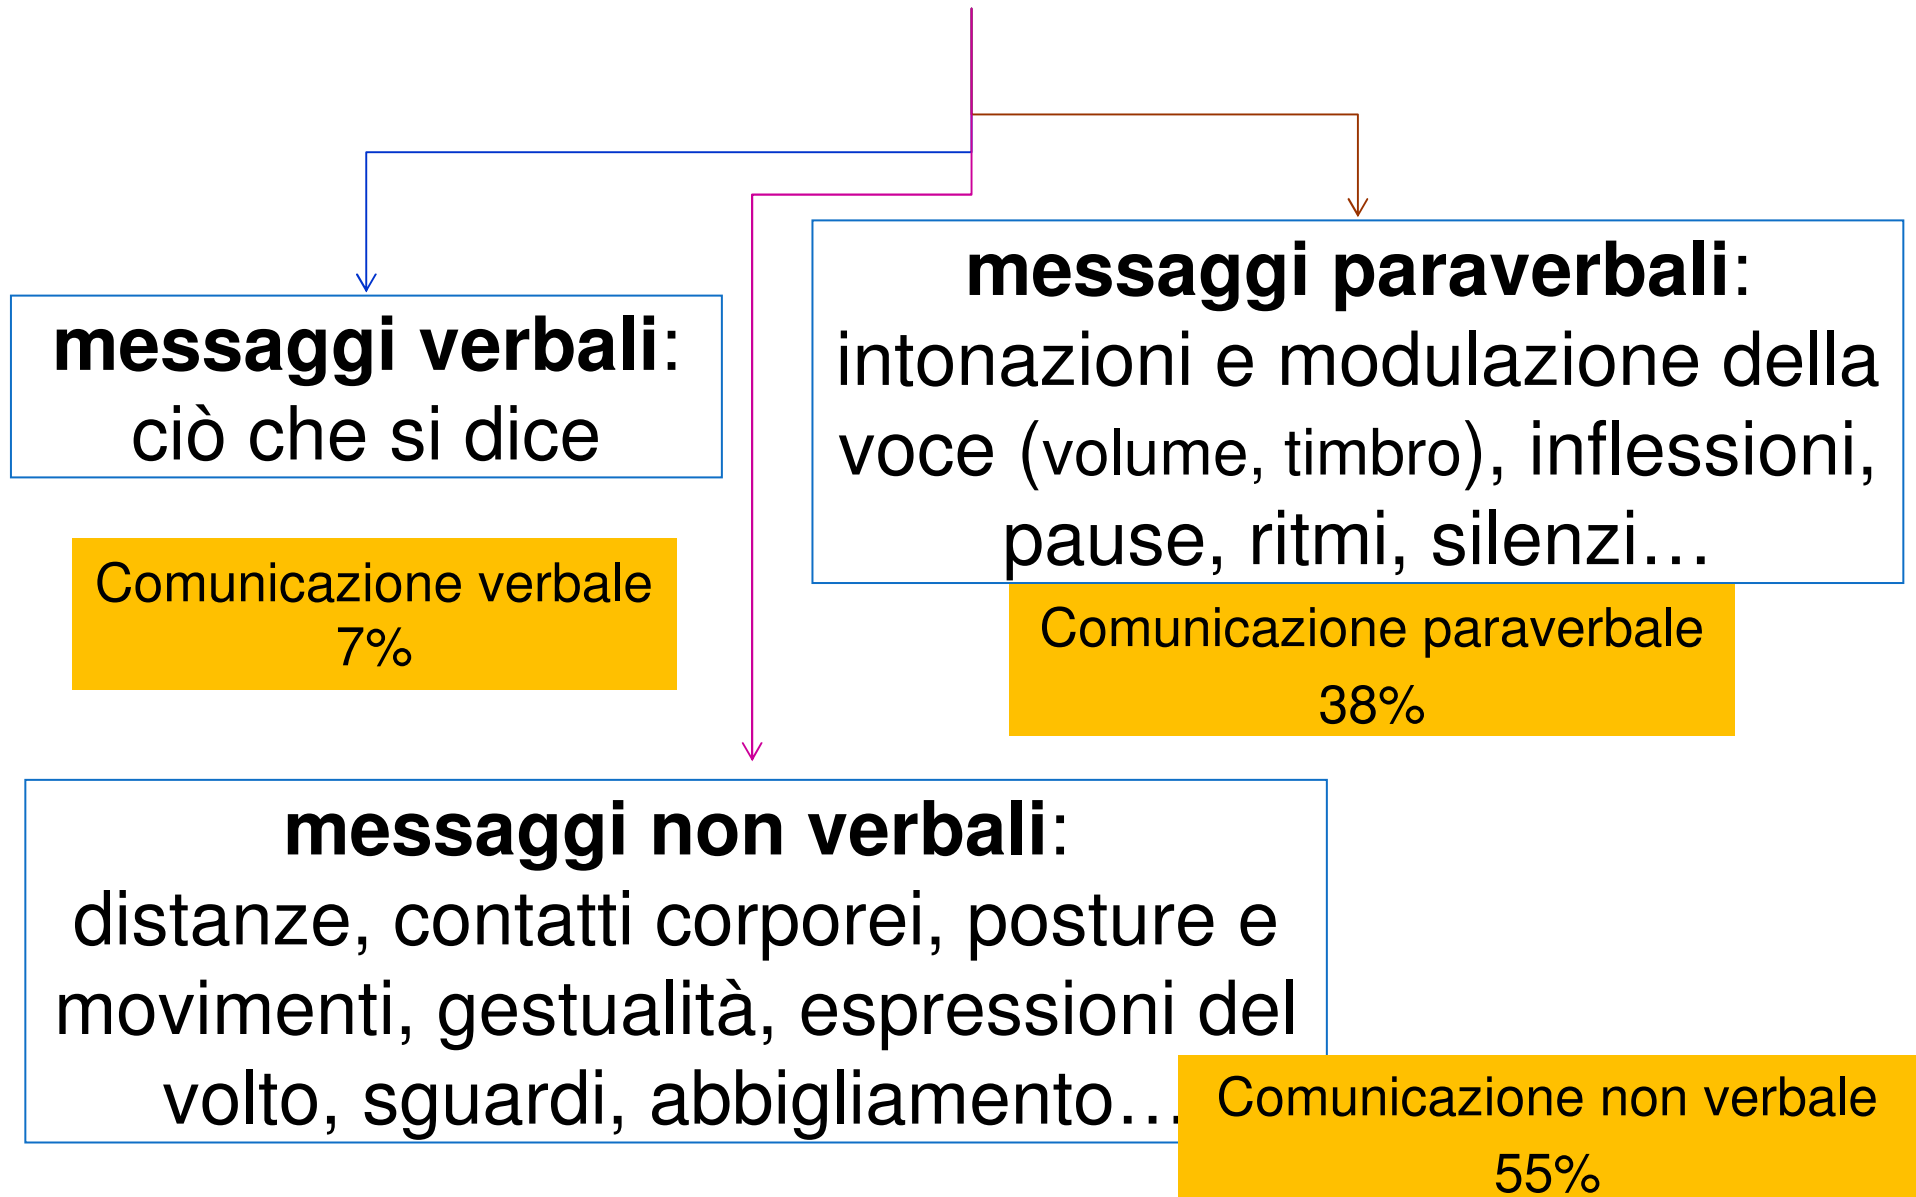 messaggi verbali:
ciò che si dice
Comunicazione verbale
7%
messaggi paraverbali:
intonazioni e modulazione della
voce (volume, timbro), inflessioni,
pause, ritmi, silenzi…
Comunicazione paraverbale
38%
messaggi non verbali:
distanze, contatti corporei, posture e
movimenti, gestualità, espressioni del
volto, sguardi, abbigliamento…
Comunicazione non verbale
55%